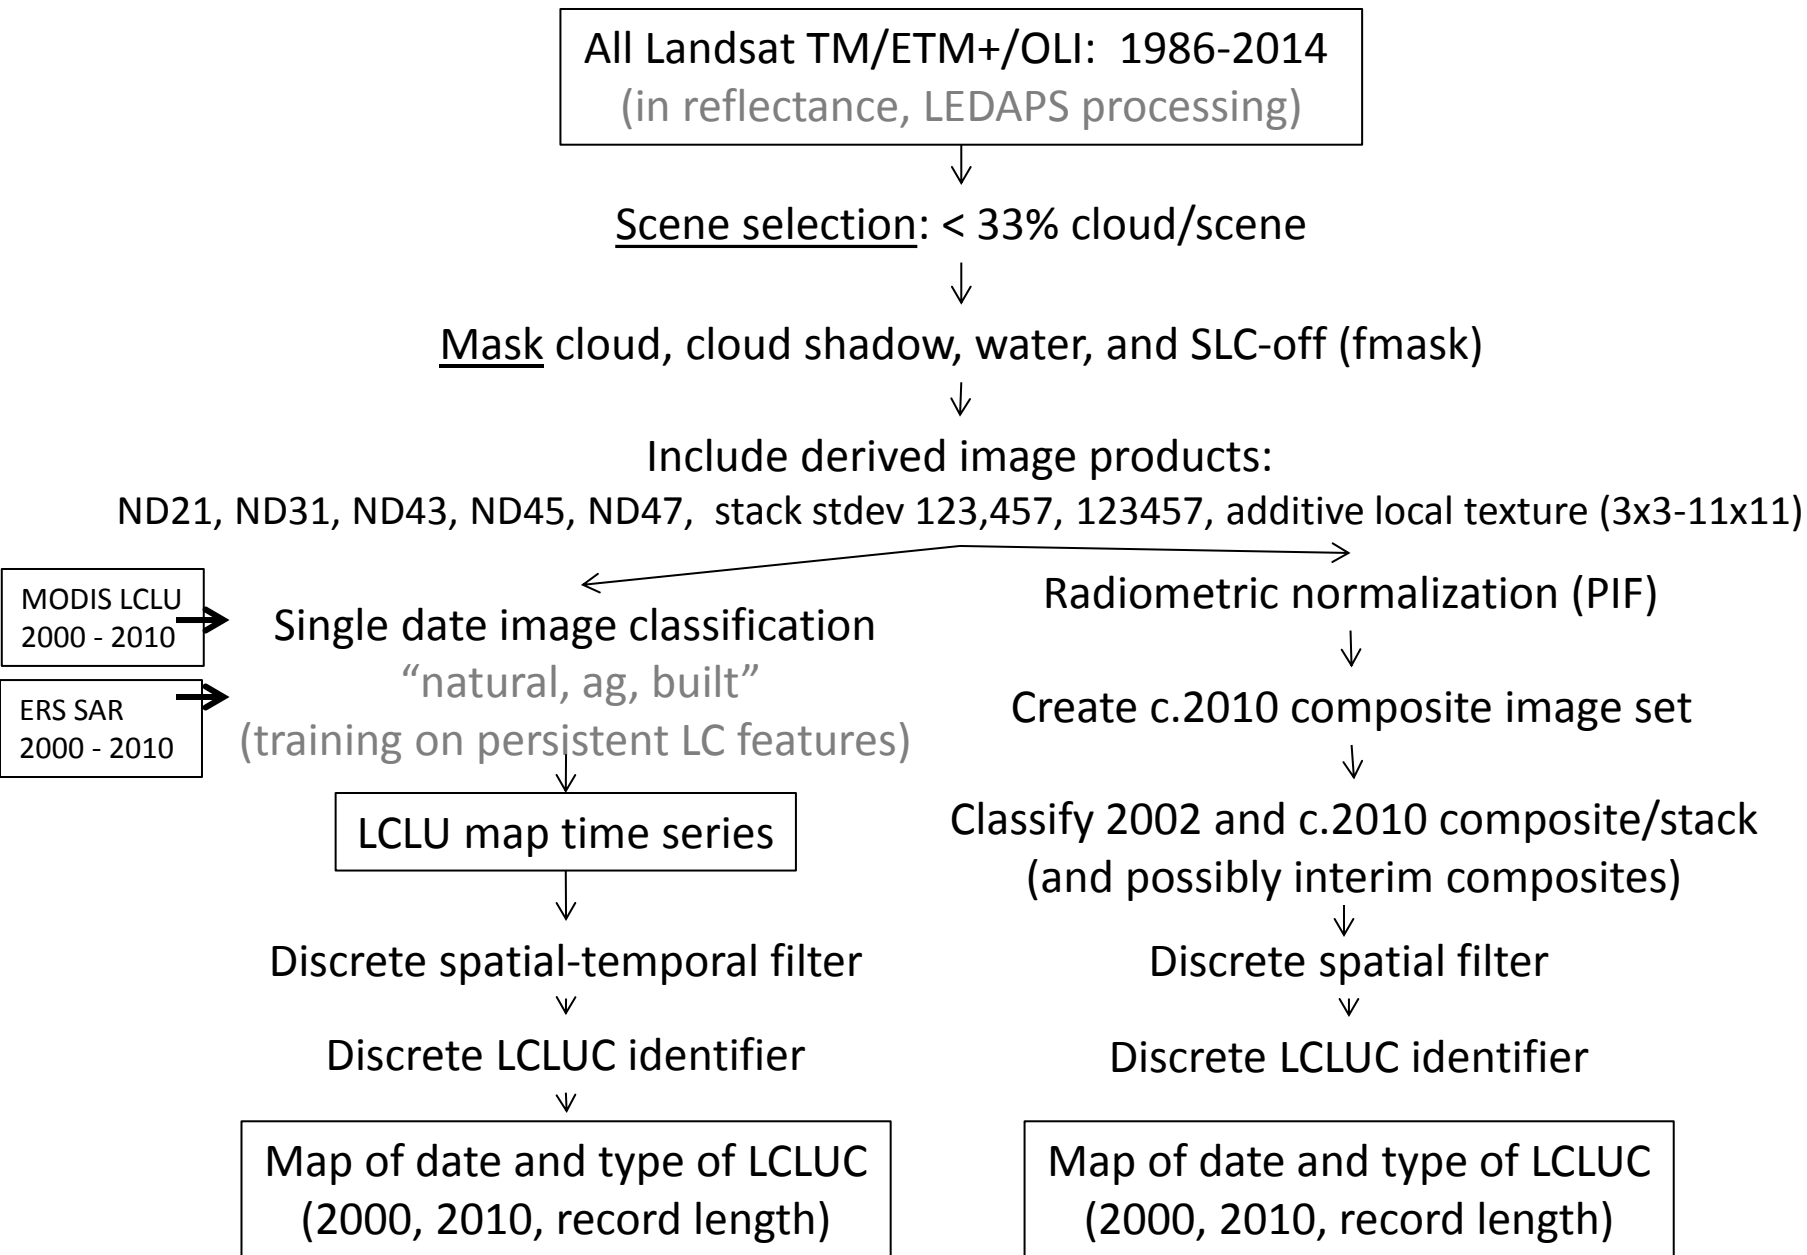 All Landsat TM/ETM+/OLI: 1986-2014
(in reflectance, LEDAPS processing)
Scene selection: < 33% cloud/scene
Mask cloud, cloud shadow, water, and SLC-off (fmask)
Include derived image products:
ND21, ND31, ND43, ND45, ND47, stack stdev 123,457, 123457, additive local texture (3x3-11x11)
MODIS LCLU
2000 - 2010
ERS SAR
2000 - 2010
Single date image classification
“natural, ag, built”
(training on persistent LC features)
LCLU map time series
Discrete spatial-temporal filter
Discrete LCLUC identifier
Map of date and type of LCLUC
(2000, 2010, record length)
Radiometric normalization (PIF)
Create c.2010 composite image set
Classify 2002 and c.2010 composite/stack
(and possibly interim composites)
Discrete spatial filter
Discrete LCLUC identifier
Map of date and type of LCLUC
(2000, 2010, record length)